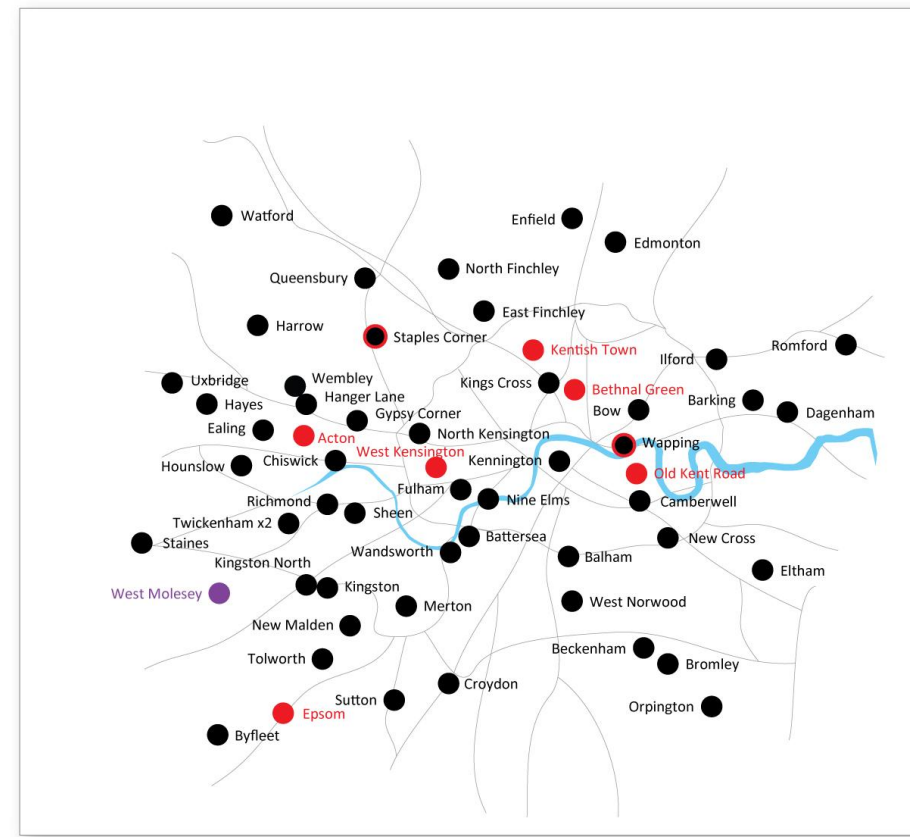 Watford
Enfield
Edmonton
North Finchley
Queensbury
East Finchley
Harrow
Staples Corner
Kentish Town
Romford
Ilford
Uxbridge
Wembley
Kings Cross
Bethnal Green
Hanger Lane
Hayes
Barking
Bow
Dagenham
Gypsy Corner
Ealing
Acton
North Kensington
Wapping
West Kensington
Chiswick
Kennington
Hounslow
Old Kent Road
Fulham
Richmond
Nine Elms
Camberwell
Sheen
Twickenham x2
Staines
Battersea
New Cross
Wandsworth
Balham
Kingston North
Eltham
Kingston
West Molesey
West Norwood
Merton
New Malden
Beckenham
Tolworth
Bromley
Croydon
Sutton
Orpington
Epsom
Byfleet